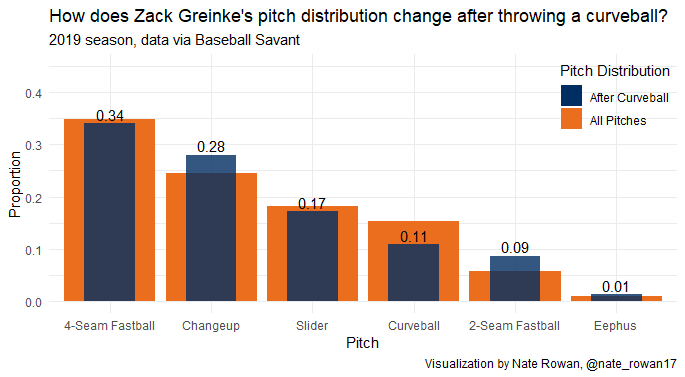 How does Zack Greinke's pitch distribution change after throwing a curveball?
2019 season, data via Baseball Savant
Pitch Distribution
After Curveball
All Pitches
0.4
0.3
0.2
0.1
0.0
Proportion
0.34
0.28
0.17
0.11
0.09
0.01
4-Seam Fastball
Changeup
Slider
Curveball
2-Seam Fastball
Eephus
Pitch
Visualization by Nate Rowan, @nate_rowan17